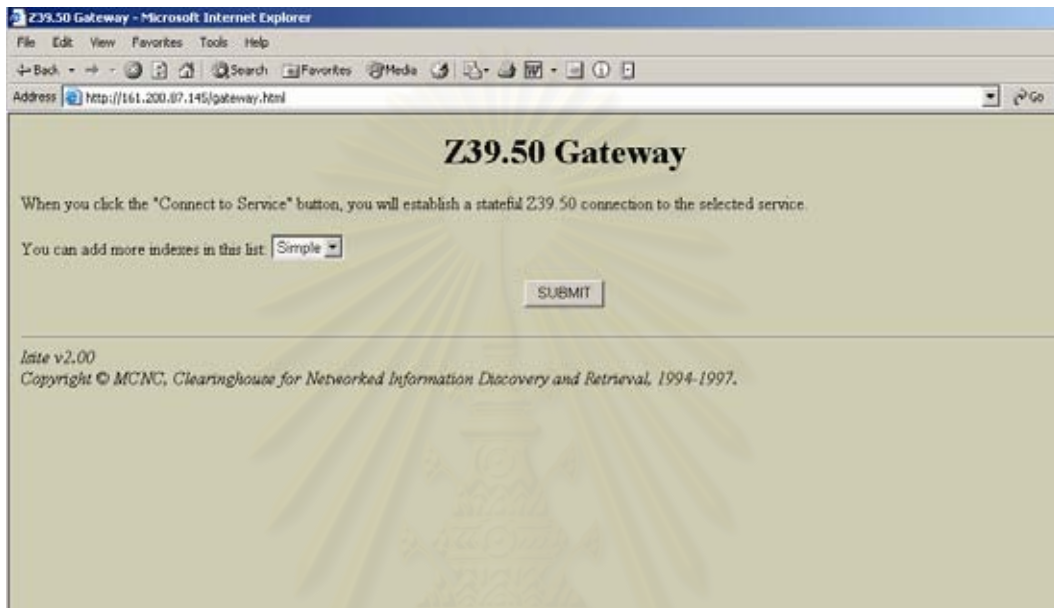 Z39.50 Gateway - Microsoft Internet Explorer
File Edit View Favorites Tools Help
Back Search Favorites Media
Address http://161.200.87.145/gateway.html Go
Z39.50 Gateway
When you click the "Connect to Service" button, you will establish a stateful Z39.50 connection to the selected service.
You can add more indexes in this list: Simple
SUBMIT
Isite v2.00
Copyright © MCNC, Clearinghouse for Networked Information Discovery and Retrieval, 1994-1997.